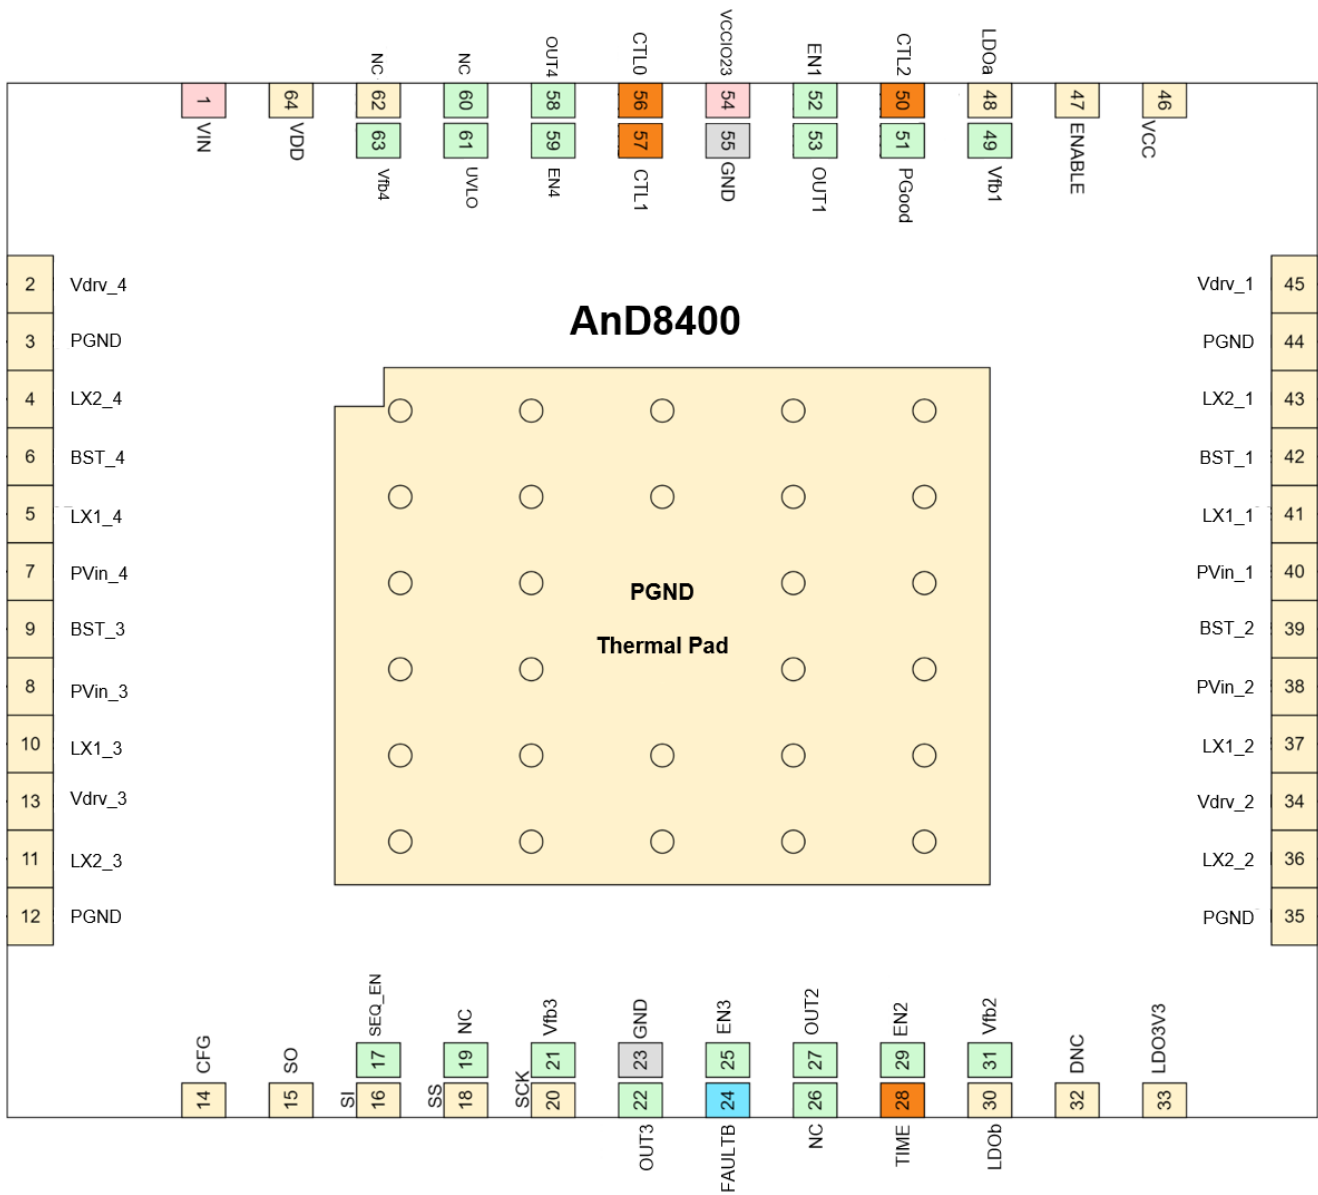 NC
NC
OUT4
CTL0
VCCIO23
EN1
CTL2
LDOa
1
64
62
60
58
56
54
52
50
48
47
46
63
61
59
57
55
53
51
49
VIN
VDD
Vfb4
UVLO
EN4
CTL1
GND
OUT1
PGood
Vfb1
ENABLE
VCC
2 Vdrv_4
3 PGND
4 LX2_4
6 BST_4
5 LX1_4
7 PVin_4
9 BST_3
8 PVin_3
10 LX1_3
13 Vdrv_3
11 LX2_3
12 PGND
AnD8400
PGND
Thermal Pad
Vdrv_1 45
PGND 44
LX2_1 43
BST_1 42
LX1_1 41
PVin_1 40
BST_2 39
PVin_2 38
LX1_2 37
Vdrv_2 34
LX2_2 36
PGND 35
CFG
SO
SEQ_EN
NC
Vfb3
GND
EN3
OUT2
EN2
Vfb2
DNC
LDO3V3
17
19
21
23
25
27
29
31
SI
SS
SCK
14
15
16
18
20
22
24
26
28
30
32
33
OUT3
FAULTB
NC
TIME
LDOb